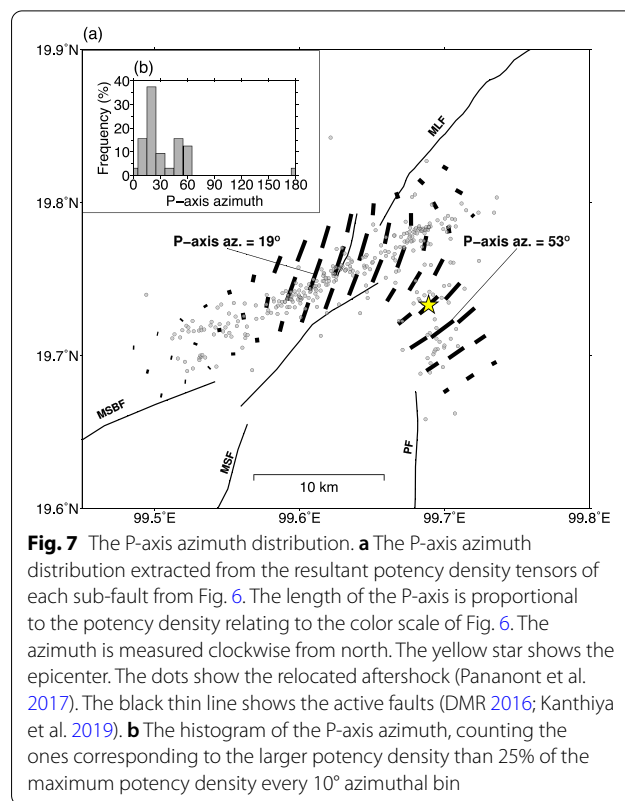 (a)
19.9°N
(b)
40
30
20
10
0
Frequency (%)
0 30 60 90 120 150 180
P−axis azimuth
MLF
19.8°N
P−axis az. = 19°
P−axis az. = 53°
19.7°N
MSBF
MSF
PF
10 km
19.6°N
99.5°E 99.6°E 99.7°E 99.8°E
Fig. 7 The P-axis azimuth distribution. a The P-axis azimuth
distribution extracted from the resultant potency density tensors of
each sub-fault from Fig. 6. The length of the P-axis is proportional
to the potency density relating to the color scale of Fig. 6. The
azimuth is measured clockwise from north. The yellow star shows the
epicenter. The dots show the relocated aftershock (Pananont et al.
2017). The black thin line shows the active faults (DMR 2016; Kanthiya
et al. 2019). b The histogram of the P-axis azimuth, counting the
ones corresponding to the larger potency density than 25% of the
maximum potency density every 10° azimuthal bin